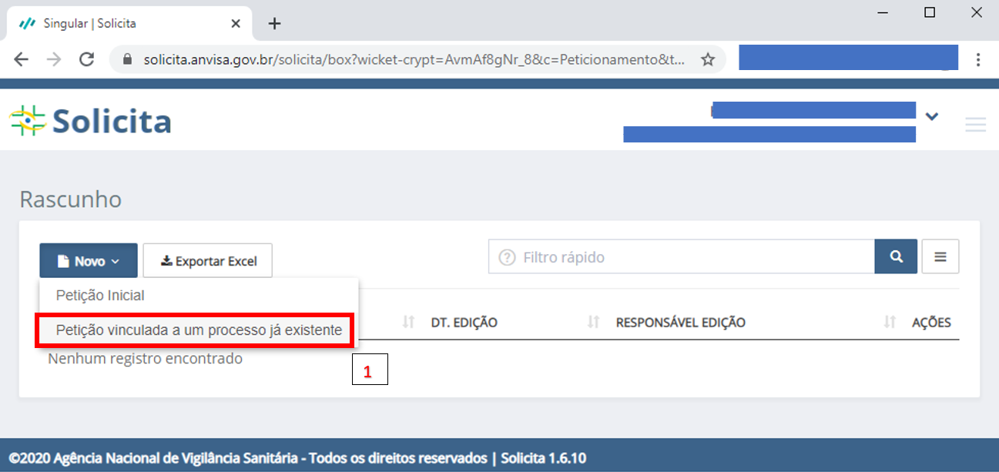 Singular | Solicita
solicita.anvisa.gov.br/solicita/box?wicket-crypt=AvmAf8gNr_8&c=Peticionamento&t...
Solicita
Rascunho
Novo
Exportar Excel
Filtro rápido
Petição Inicial
Petição vinculada a um processo já existente
DT. EDIÇÃO
RESPONSÁVEL EDIÇÃO
AÇÕES
Nenhum registro encontrado
1
©2020 Agência Nacional de Vigilância Sanitária - Todos os direitos reservados | Solicita 1.6.10